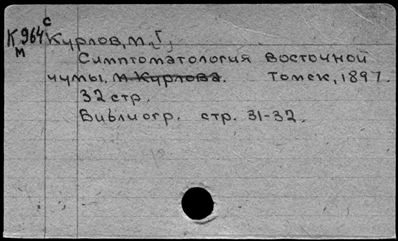 с
К 964 Курлов, М. Г.,
м
Симптоматология восточной
чумы, М. Курлова. Томск, 1897.
32 стр.
Библиогр. стр. 31-32.